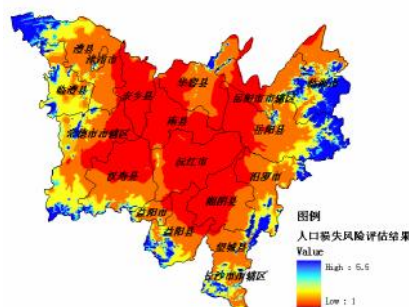 澧县
津市市
临澧县
安乡县
华容县
岳阳市市辖区
临湘市
南县
岳阳县
常德市市辖区
沅江市
汉寿县
汨罗市
湘阴县
益阳市
益阳县
望城县
长沙市市辖区
图例
人口损失风险评估结果
Value
High : 5.5
Low : 1